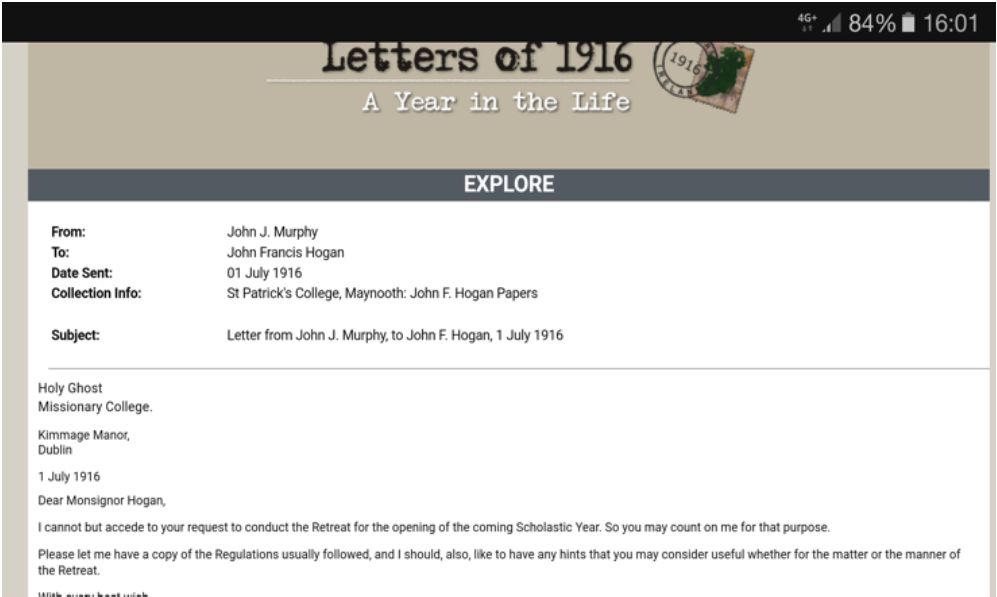 4G+ 84% 16:01
Letters of 1916
A Year in the Life
1916
IRELAND
EXPLORE
From: John J. Murphy
To: John Francis Hogan
Date Sent: 01 July 1916
Collection Info: St Patrick's College, Maynooth: John F. Hogan Papers
Subject: Letter from John J. Murphy, to John F. Hogan, 1 July 1916
Holy Ghost
Missionary College.
Kimmage Manor,
Dublin
1 July 1916
Dear Monsignor Hogan,
I cannot but accede to your request to conduct the Retreat for the opening of the coming Scholastic Year. So you may count on me for that purpose.
Please let me have a copy of the Regulations usually followed, and I should, also, like to have any hints that you may consider useful whether for the matter or the manner of
the Retreat.
With every best wish